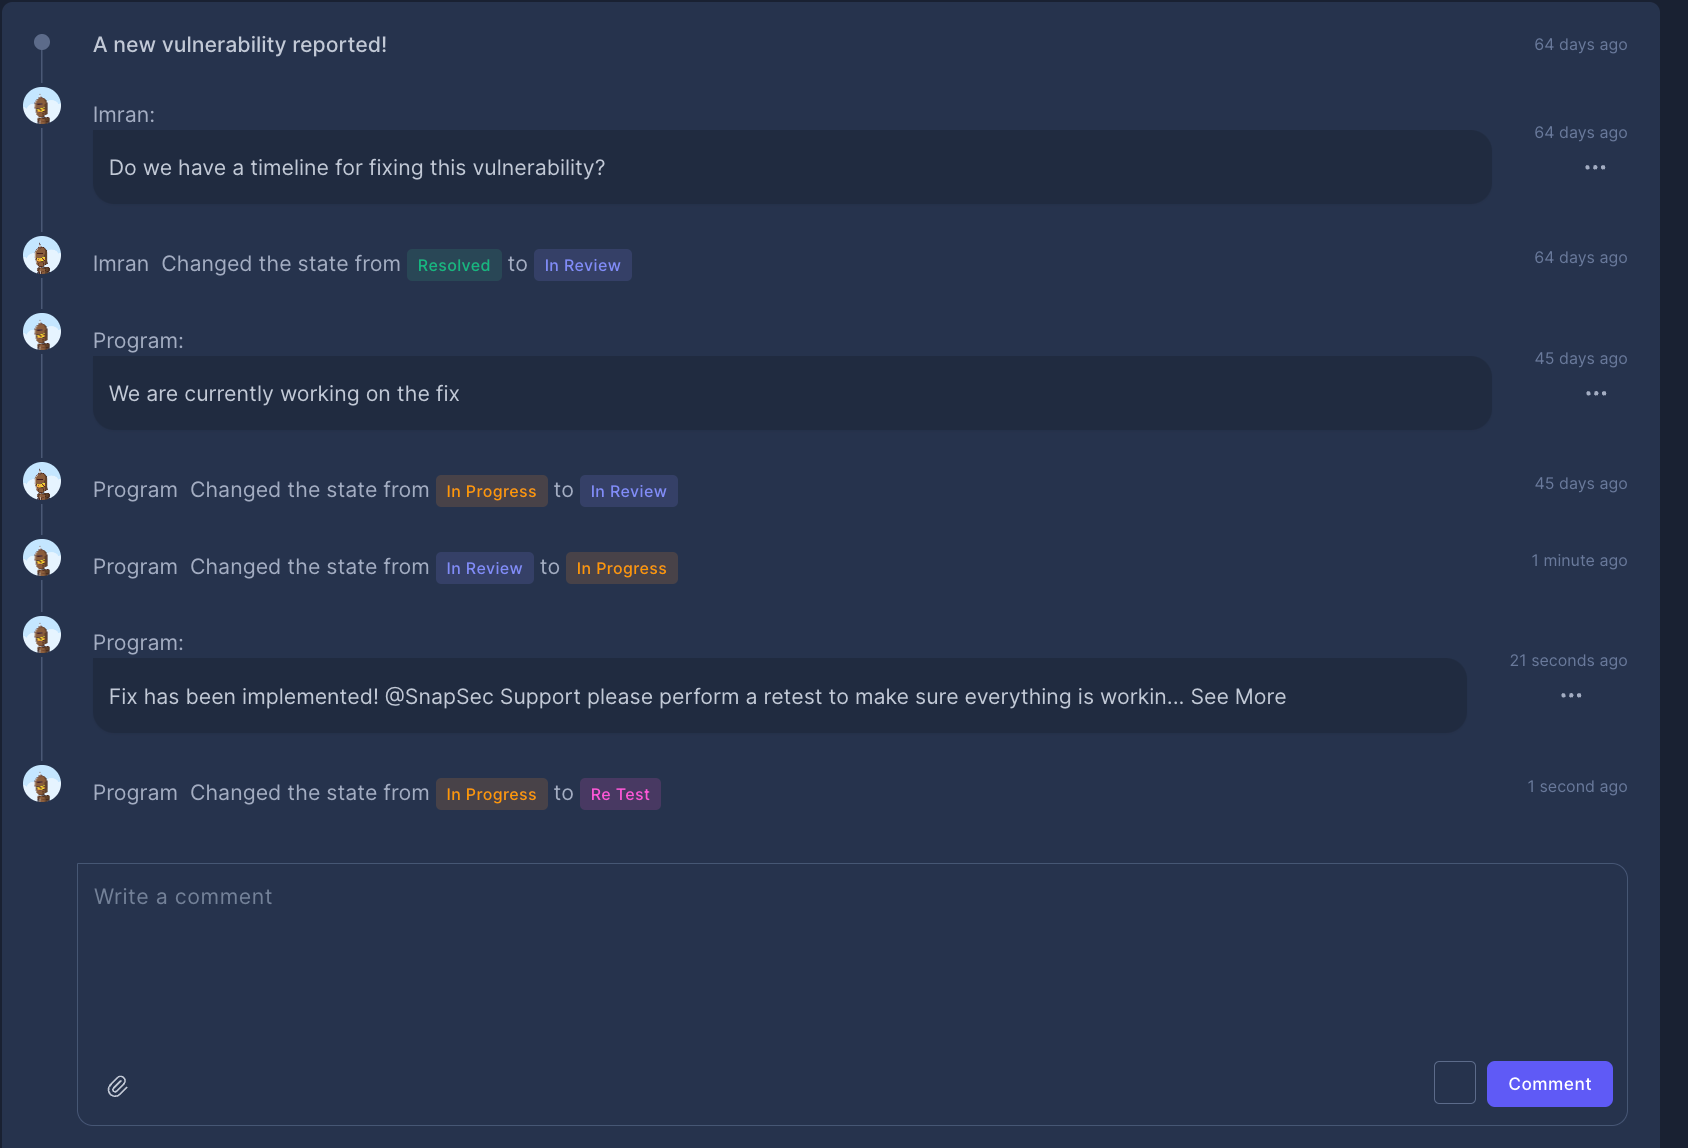 A new vulnerability reported! 64 days ago
Imran:
64 days ago
Do we have a timeline for fixing this vulnerability?
Imran Changed the state from Resolved to In Review 64 days ago
Program:
45 days ago
We are currently working on the fix
Program Changed the state from In Progress to In Review 45 days ago
Program Changed the state from In Review to In Progress 1 minute ago
Program:
21 seconds ago
Fix has been implemented! @SnapSec Support please perform a retest to make sure everything is workin... See More
Program Changed the state from In Progress to Re Test 1 second ago
Write a comment
Comment